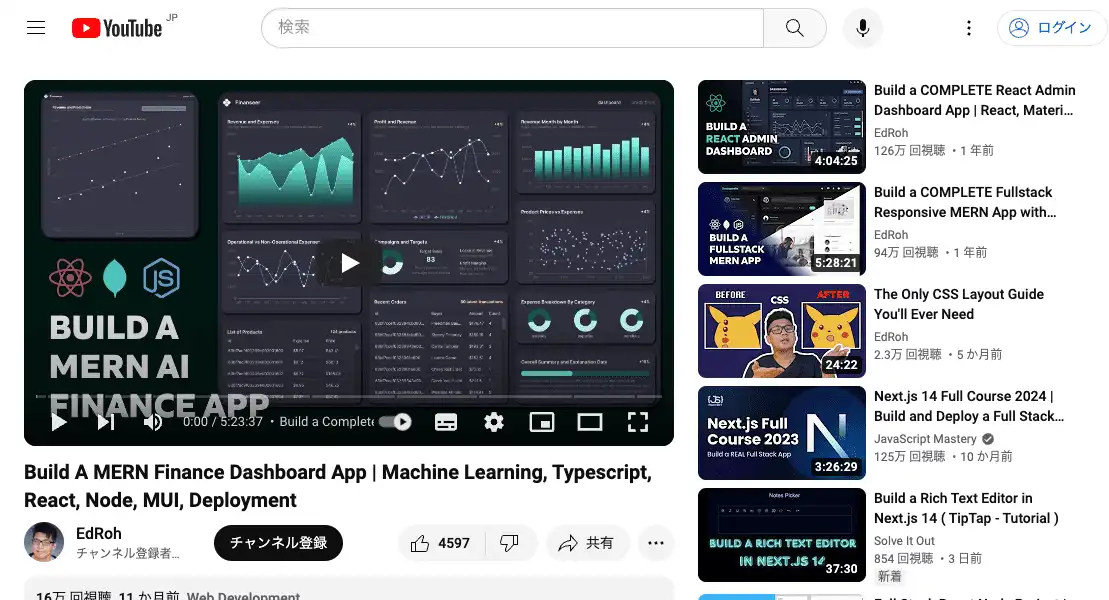 YouTube JP
検索
ログイン
Finanseer
dashboard
Revenue and Expenses
Profit and Revenue
Revenue Month by Month
Operational vs Non-Operational Expenses
Campaigns and Targets
83
Product Prices vs Expenses
Recent Orders
Expense Breakdown By Category
List of Products
Overall Summary and Explanation Data
JS
BUILD A
MERN AI
FINANCE APP
0:00 / 5:23:37 • Build a Complete
Build A MERN Finance Dashboard App | Machine Learning, Typescript,
React, Node, MUI, Deployment
EdRoh
チャンネル登録者...
チャンネル登録
4597
共有
16万 回視聴 11 か月前 Web Development
BUILD A
REACT ADMIN
DASHBOARD
4:04:25
Build a COMPLETE React Admin
Dashboard App | React, Materi...
EdRoh
126万 回視聴 ・1 年前
BUILD A
FULLSTACK
MERN APP
5:28:21
Build a COMPLETE Fullstack
Responsive MERN App with...
EdRoh
94万 回視聴 ・1 年前
BEFORE
CSS
AFTER
24:22
The Only CSS Layout Guide
You'll Ever Need
EdRoh
2.3万 回視聴 ・5 か月前
Next.js Full
Course 2023
Build a REAL Full Stack App
3:26:29
Next.js 14 Full Course 2024 |
Build and Deploy a Full Stack...
JavaScript Mastery
125万 回視聴 ・10 か月前
Notes Picker
BUILD A RICH TEXT EDITOR
IN NEXT.JS 14
37:30
Build a Rich Text Editor in
Next.js 14 ( TipTap - Tutorial )
Solve It Out
854 回視聴 ・3 日前
新着